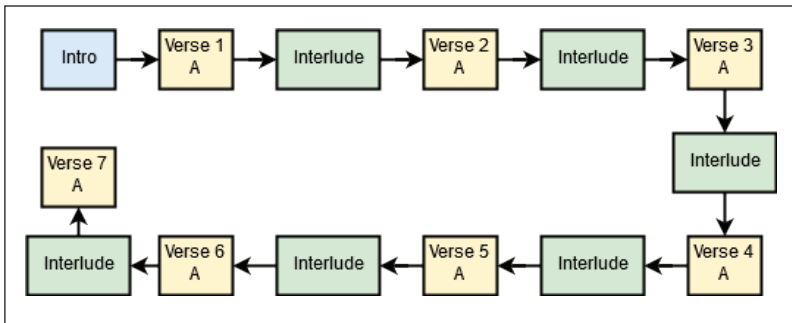 Intro
Verse 1
A
Interlude
Verse 2
A
Interlude
Verse 3
A
Interlude
Verse 4
A
Interlude
Verse 5
A
Interlude
Verse 6
A
Interlude
Verse 7
A